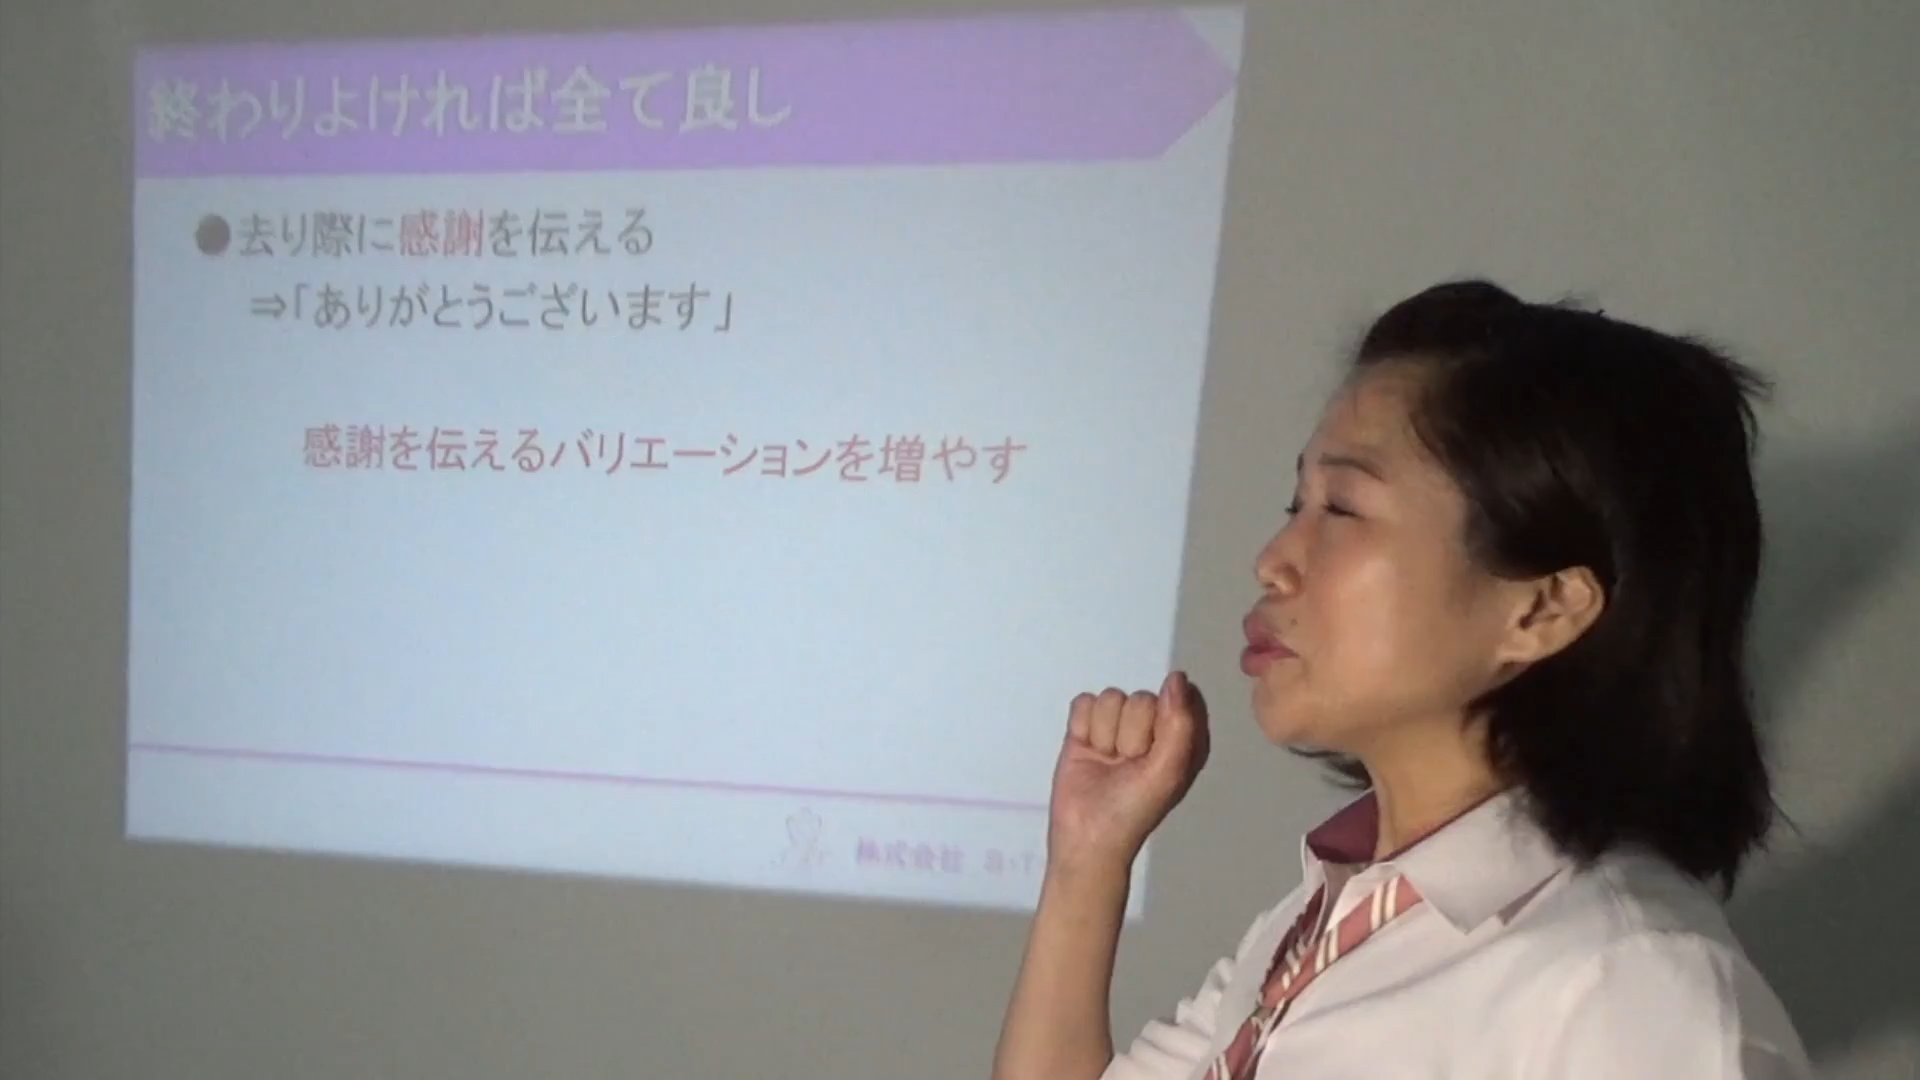 終わりよければ全て良し
●去り際に感謝を伝える
⇒「ありがとうございます」
感謝を伝えるバリエーションを増やす
株式会社